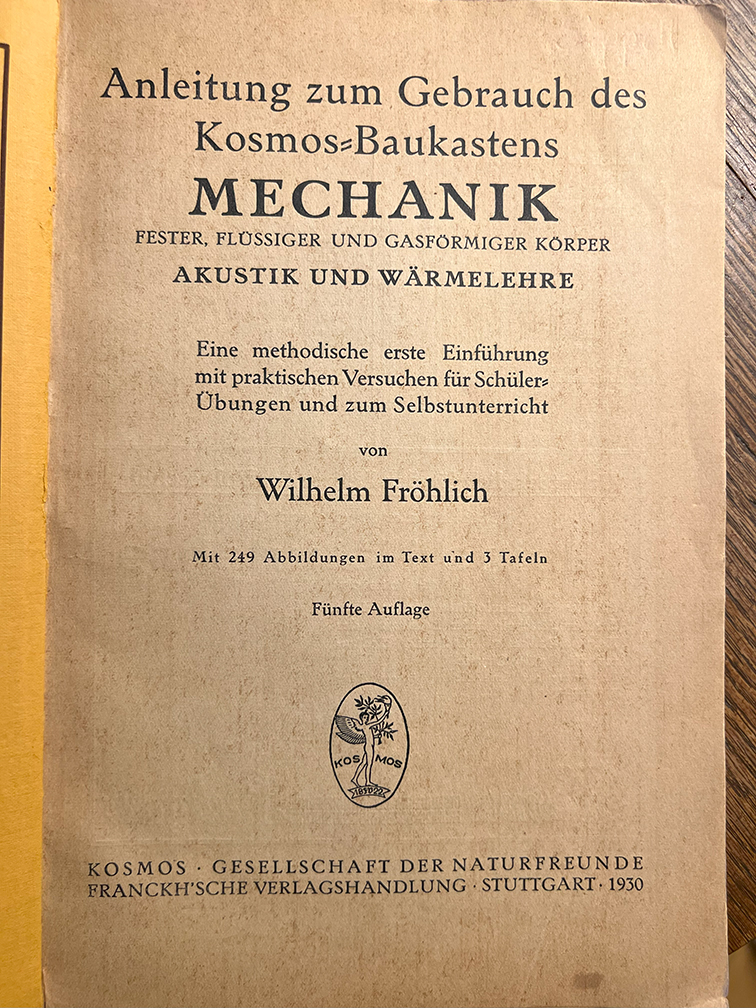 Anleitung zum Gebrauch des
Kosmos=Baukastens
MECHANIK
FESTER, FLÜSSIGER UND GASFÖRMIGER KÖRPER
AKUSTIK UND WÄRMELEHRE
Eine methodische erste Einführung
mit praktischen Versuchen für Schüler=
Übungen und zum Selbstunterricht
von
Wilhelm Fröhlich
Mit 249 Abbildungen im Text und 3 Tafeln
Fünfte Auflage
KOSMOS
KOSMOS · GESELLSCHAFT DER NATURFREUNDE
FRANCKH'SCHE VERLAGSHANDLUNG · STUTTGART · 1930